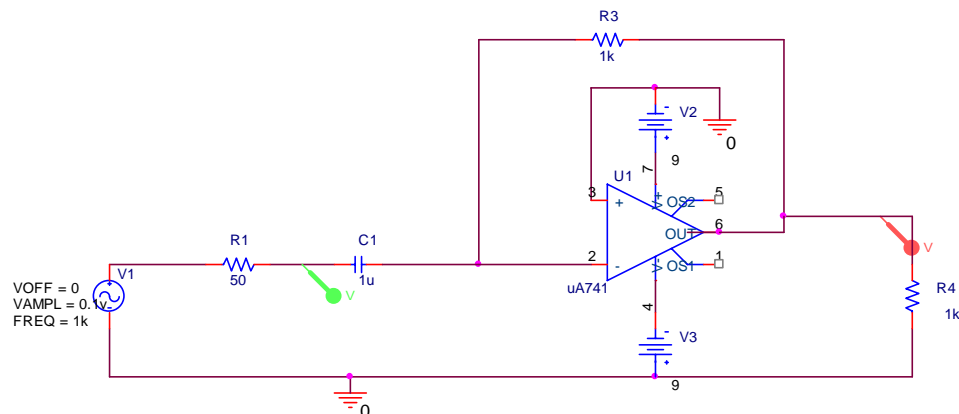 R3
1k
V2
0
9
7
U1
3
+
V+
OS2
5
6
OUT
R1
50
C1
1u
2
-
V-
OS1
1
uA741
V
V
V1
VOFF = 0
VAMPL = 0.1v
FREQ = 1k
R4
1k
4
V3
9
0